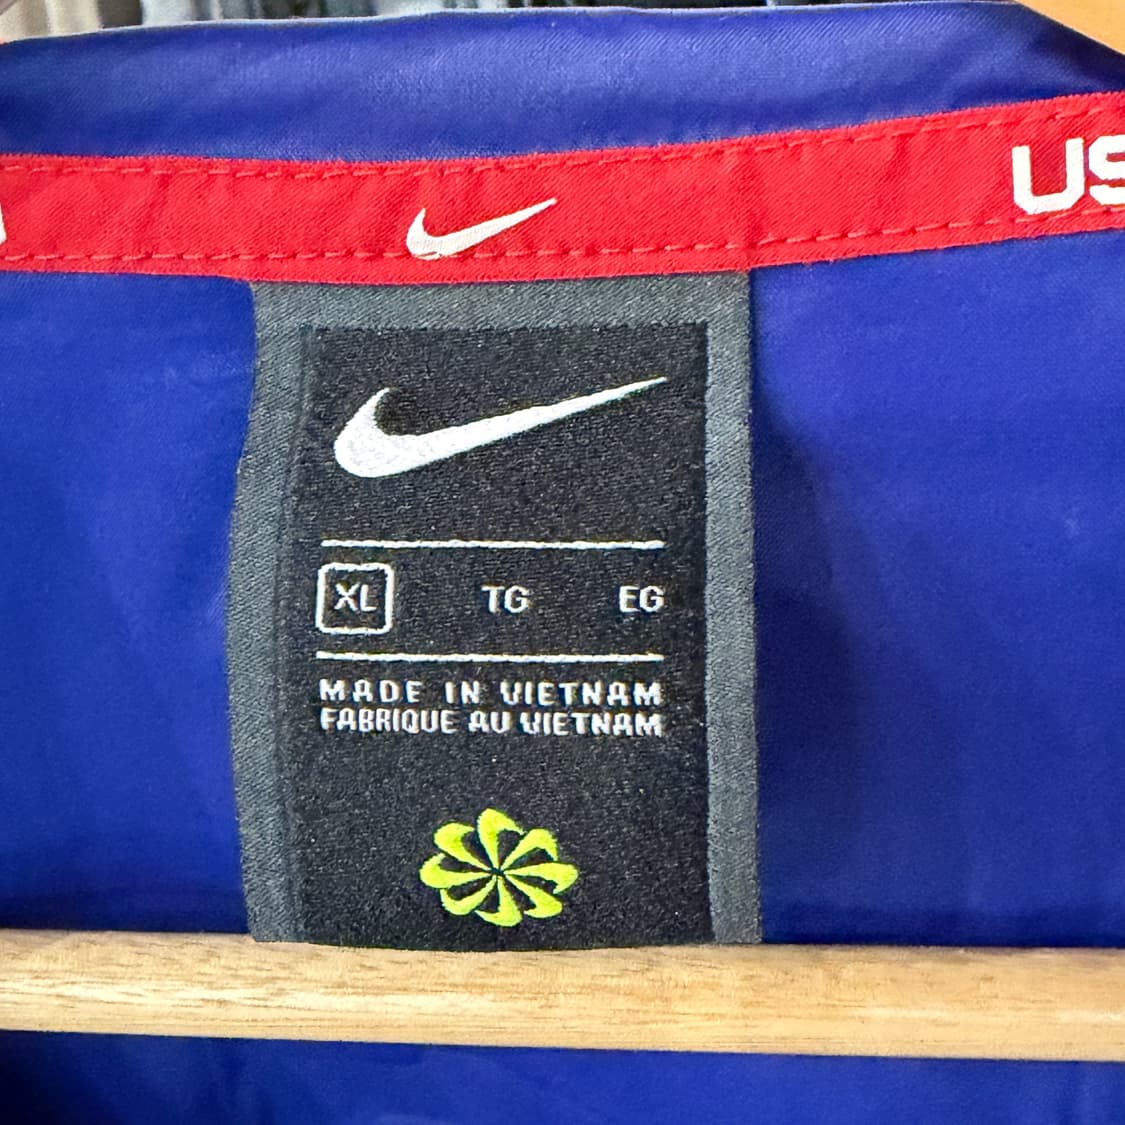 US
XL TG EG
MADE IN VIETNAM
FABRIQUE AU VIETNAM